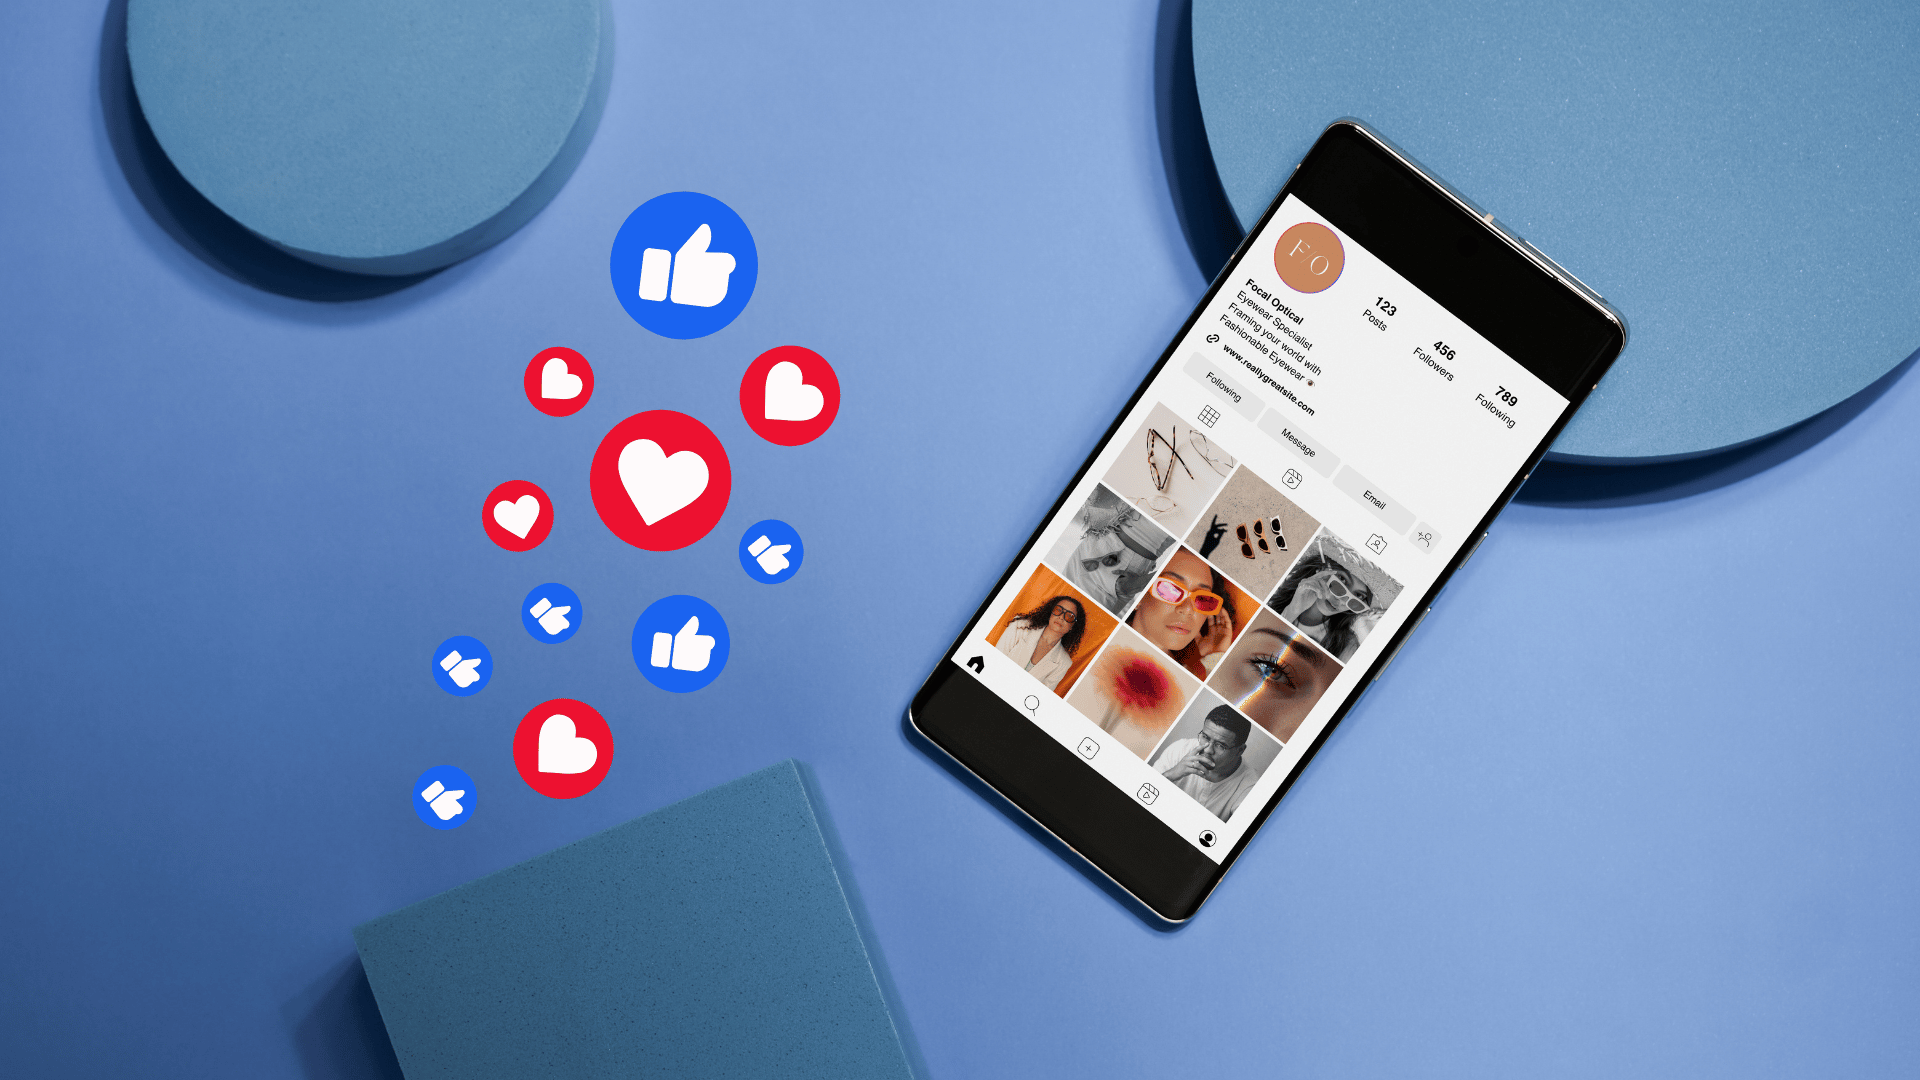 F/O
123
Posts
456
Followers
789
Following
Focal Optical
Eyewear Specialist
Framing your world with
Fashionable Eyewear
www.reallygreatsite.com
Following
Message
Email